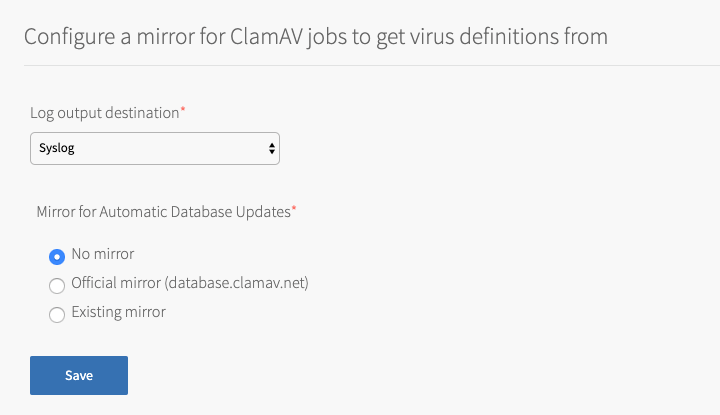 Configure a mirror for ClamAV jobs to get virus definitions from
Log output destination*
Syslog
Mirror for Automatic Database Updates*
No mirror
Official mirror (database.clamav.net)
Existing mirror
Save